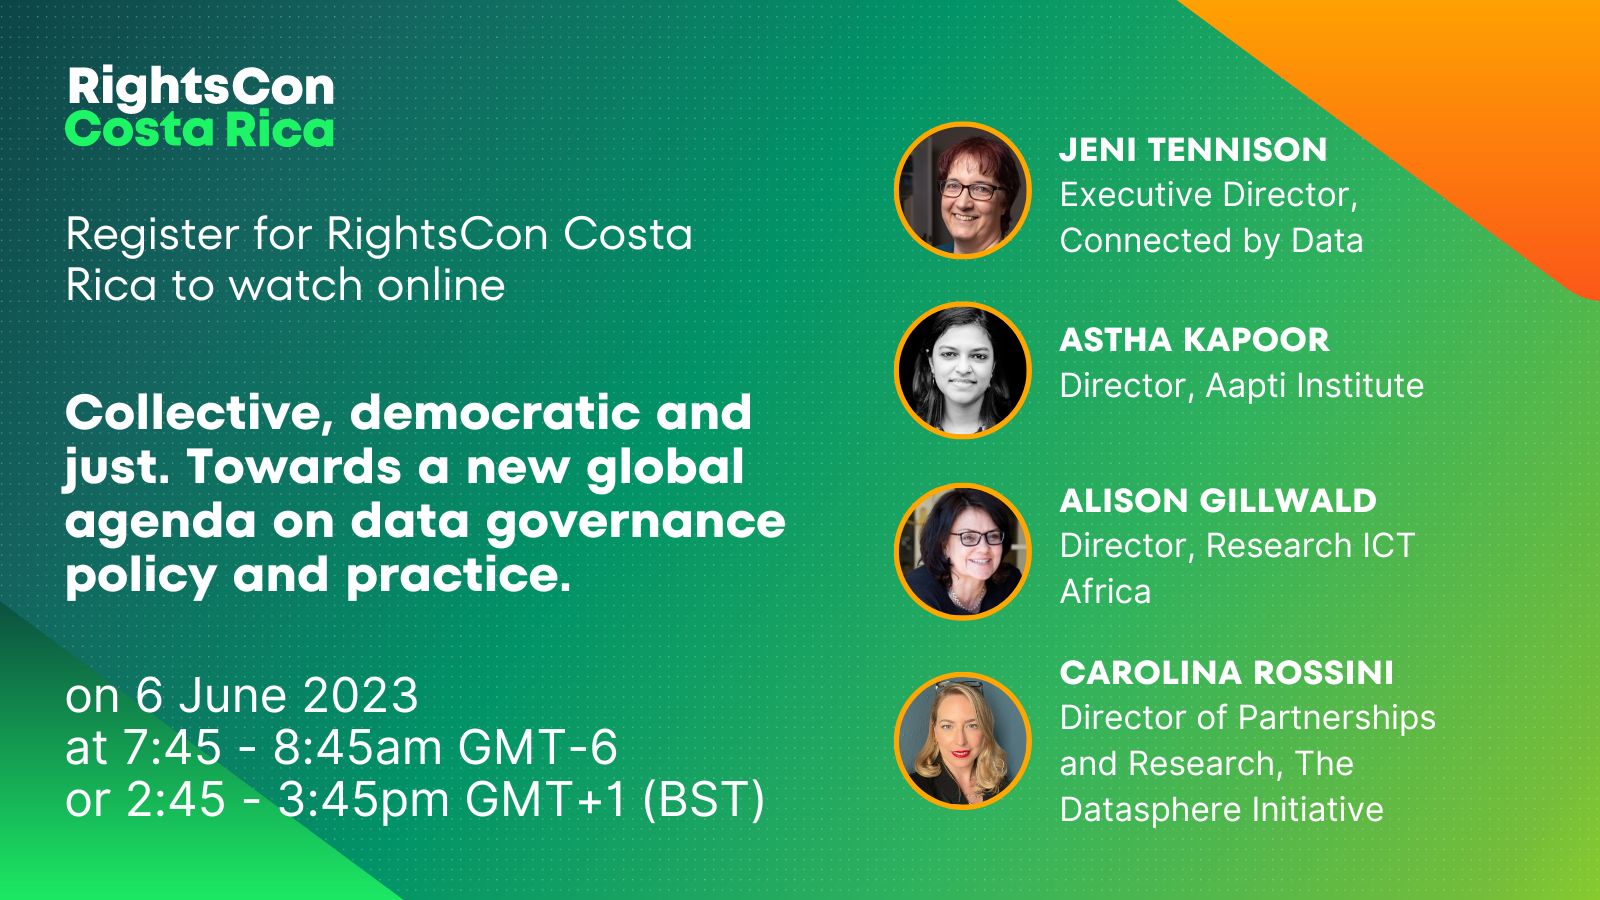 RightsCon
Costa Rica
Register for RightsCon Costa
Rica to watch online
Collective, democratic and
just. Towards a new global
agenda on data governance
policy and practice.
on 6 June 2023
at 7:45 - 8:45am GMT-6
or 2:45 - 3:45pm GMT+1 (BST)
JENI TENNISON
Executive Director,
Connected by Data
ASTHA KAPOOR
Director, Aapti Institute
ALISON GILLWALD
Director, Research ICT
Africa
CAROLINA ROSSINI
Director of Partnerships
and Research, The
Datasphere Initiative